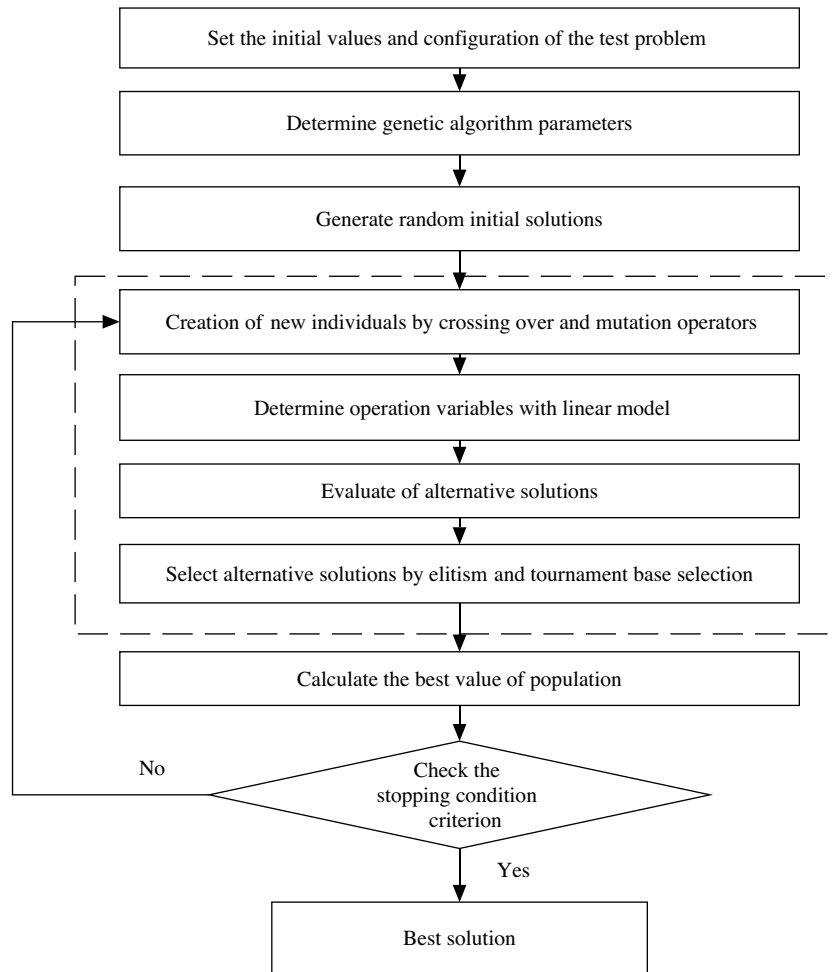 Set the initial values and configuration of the test problem
Determine genetic algorithm parameters
Generate random initial solutions
Creation of new individuals by crossing over and mutation operators
Determine operation variables with linear model
Evaluate of alternative solutions
Select alternative solutions by elitism and tournament base selection
Calculate the best value of population
No
Check the
stopping condition
criterion
Yes
Best solution